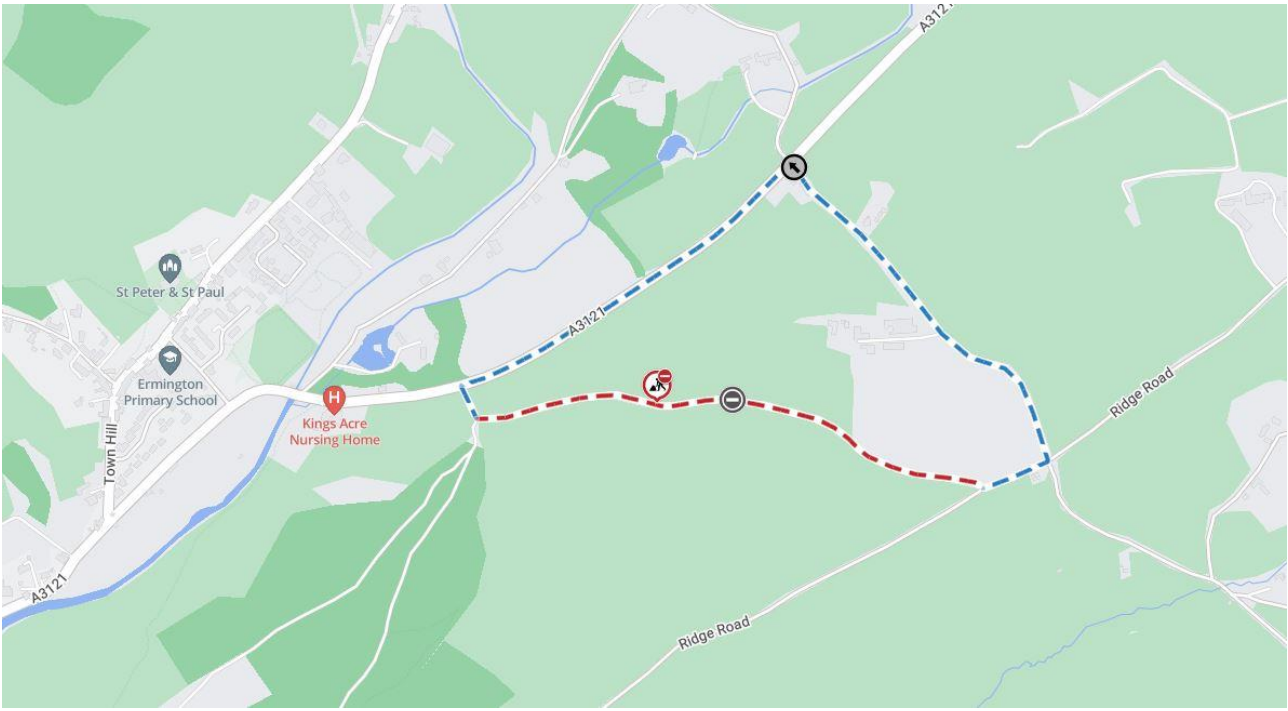 A3121
St Peter & St Paul
A3121
Ermington
Primary School
Ridge Road
H
Kings Acre
Nursing Home
Town Hill
A3121
Ridge Road